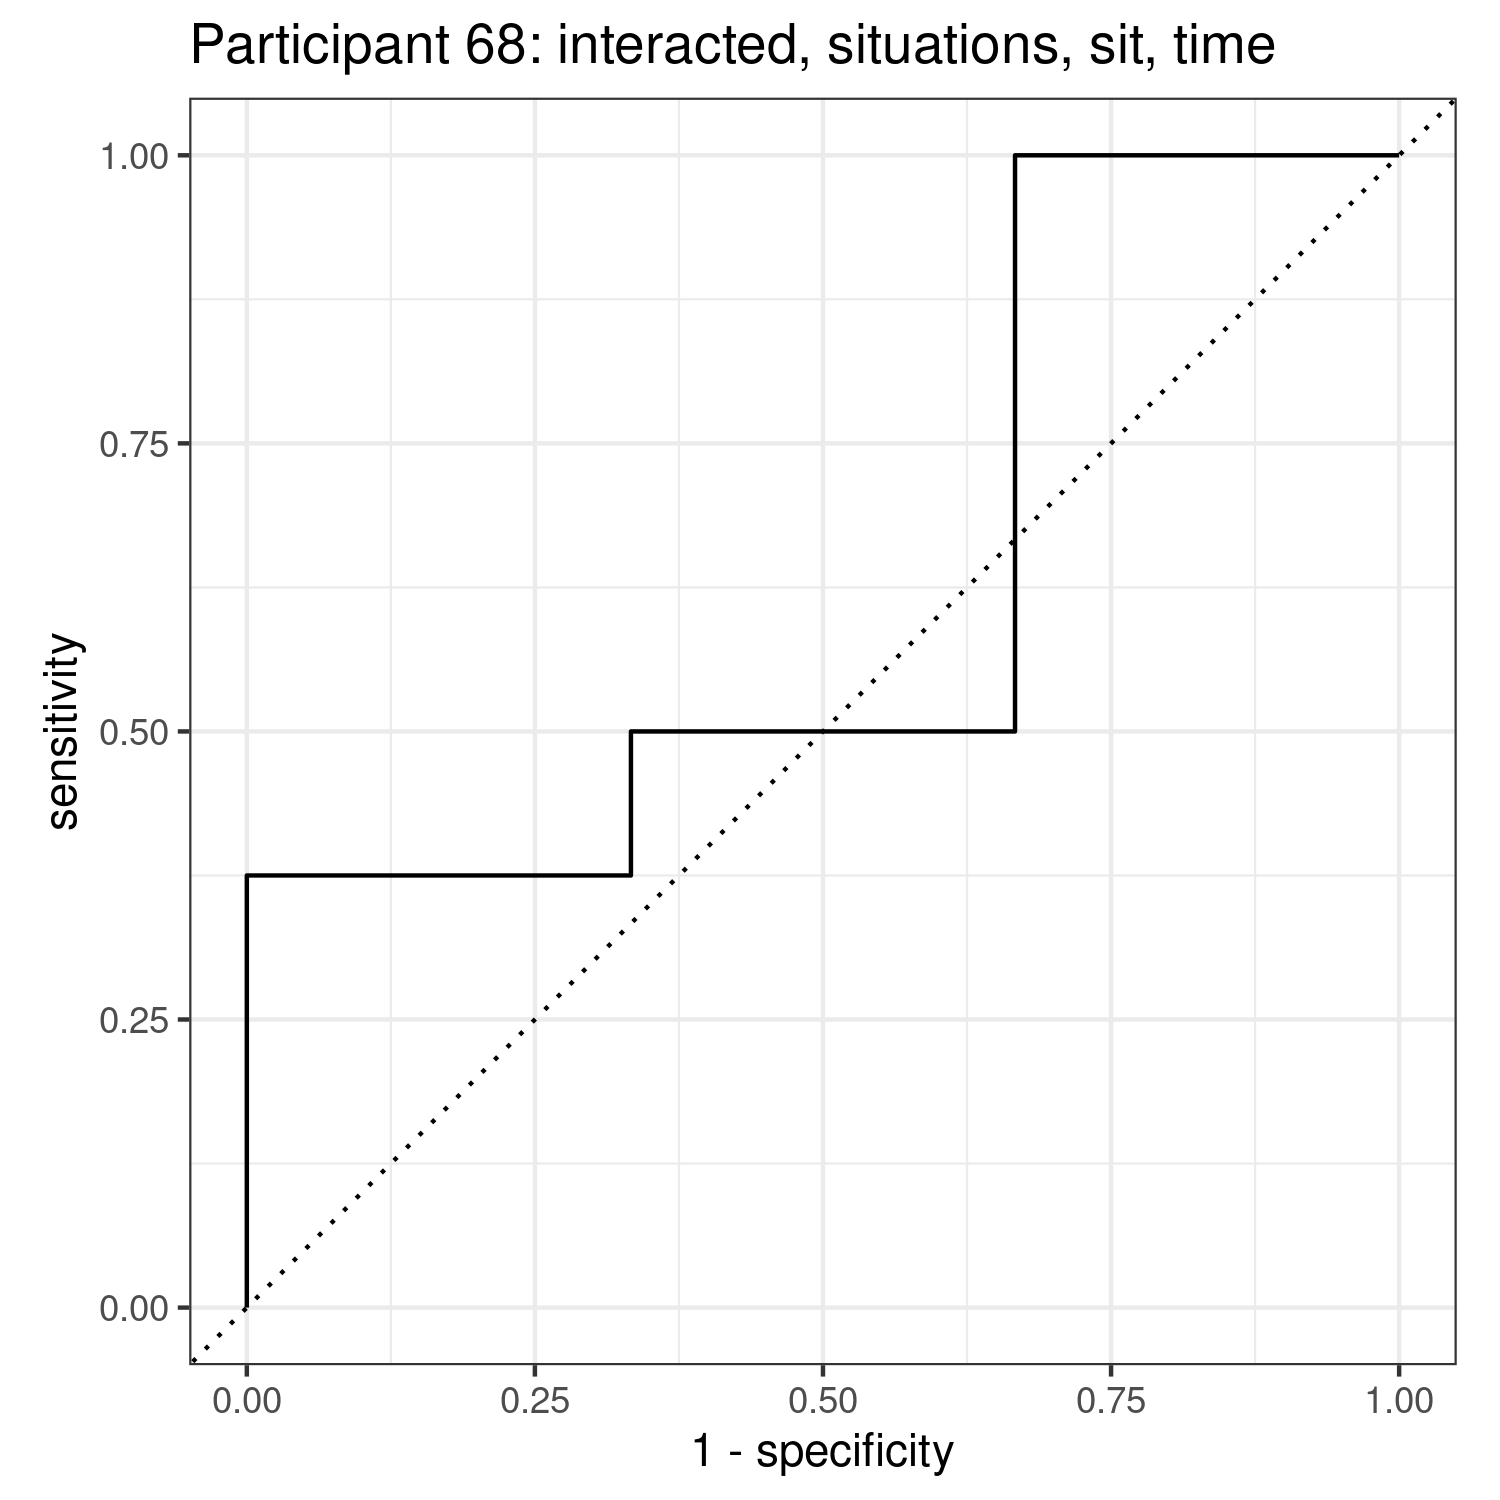 Participant 68: interacted, situations, sit, time
1.00
0.75
0.50
0.25
0.00
sensitivity
0.00 0.25 0.50 0.75 1.00
1 - specificity